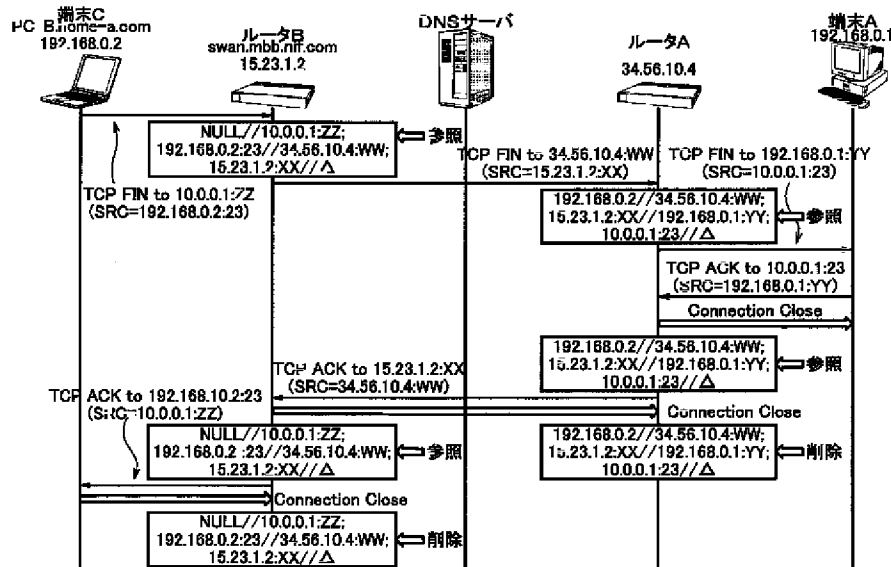 端末C
PC_B.home-a.com
192.168.0.2
ルータB
swan.mbb.nif.com
15.23.1.2
DNSサーバ
ルータA
34.56.10.4
端末A
192.168.0.1
NULL//10.0.0.1:ZZ;
192.168.0.2:23//34.56.10.4:WW;
15.23.1.2:XX//△
参照
TCP FIN to 10.0.0.1:ZZ
(SRC=192.168.0.2:23)
TCP FIN to 34.56.10.4:WW
(SRC=15.23.1.2:XX)
TCP FIN to 192.168.0.1:YY
(SRC=10.0.0.1:23)
192.168.0.2//34.56.10.4:WW;
15.23.1.2:XX//192.168.0.1:YY;
10.0.0.1:23//△
参照
TCP ACK to 10.0.0.1:23
(SRC=192.168.0.1:YY)
Connection Close
192.168.0.2//34.56.10.4:WW;
15.23.1.2:XX//192.168.0.1:YY;
10.0.0.1:23//△
参照
TCP ACK to 15.23.1.2:XX
(SRC=34.56.10.4:WW)
Connection Close
TCP ACK to 192.168.10.2:23
(SRC=10.0.0.1:ZZ)
NULL//10.0.0.1:ZZ;
192.168.0.2 :23//34.56.10.4:WW;
15.23.1.2:XX//△
参照
192.168.0.2//34.56.10.4:WW;
15.23.1.2:XX//192.168.0.1:YY;
10.0.0.1:23//△
削除
Connection Close
NULL//10.0.0.1:ZZ;
192.168.0.2:23//34.56.10.4:WW;
15.23.1.2:XX//△
削除